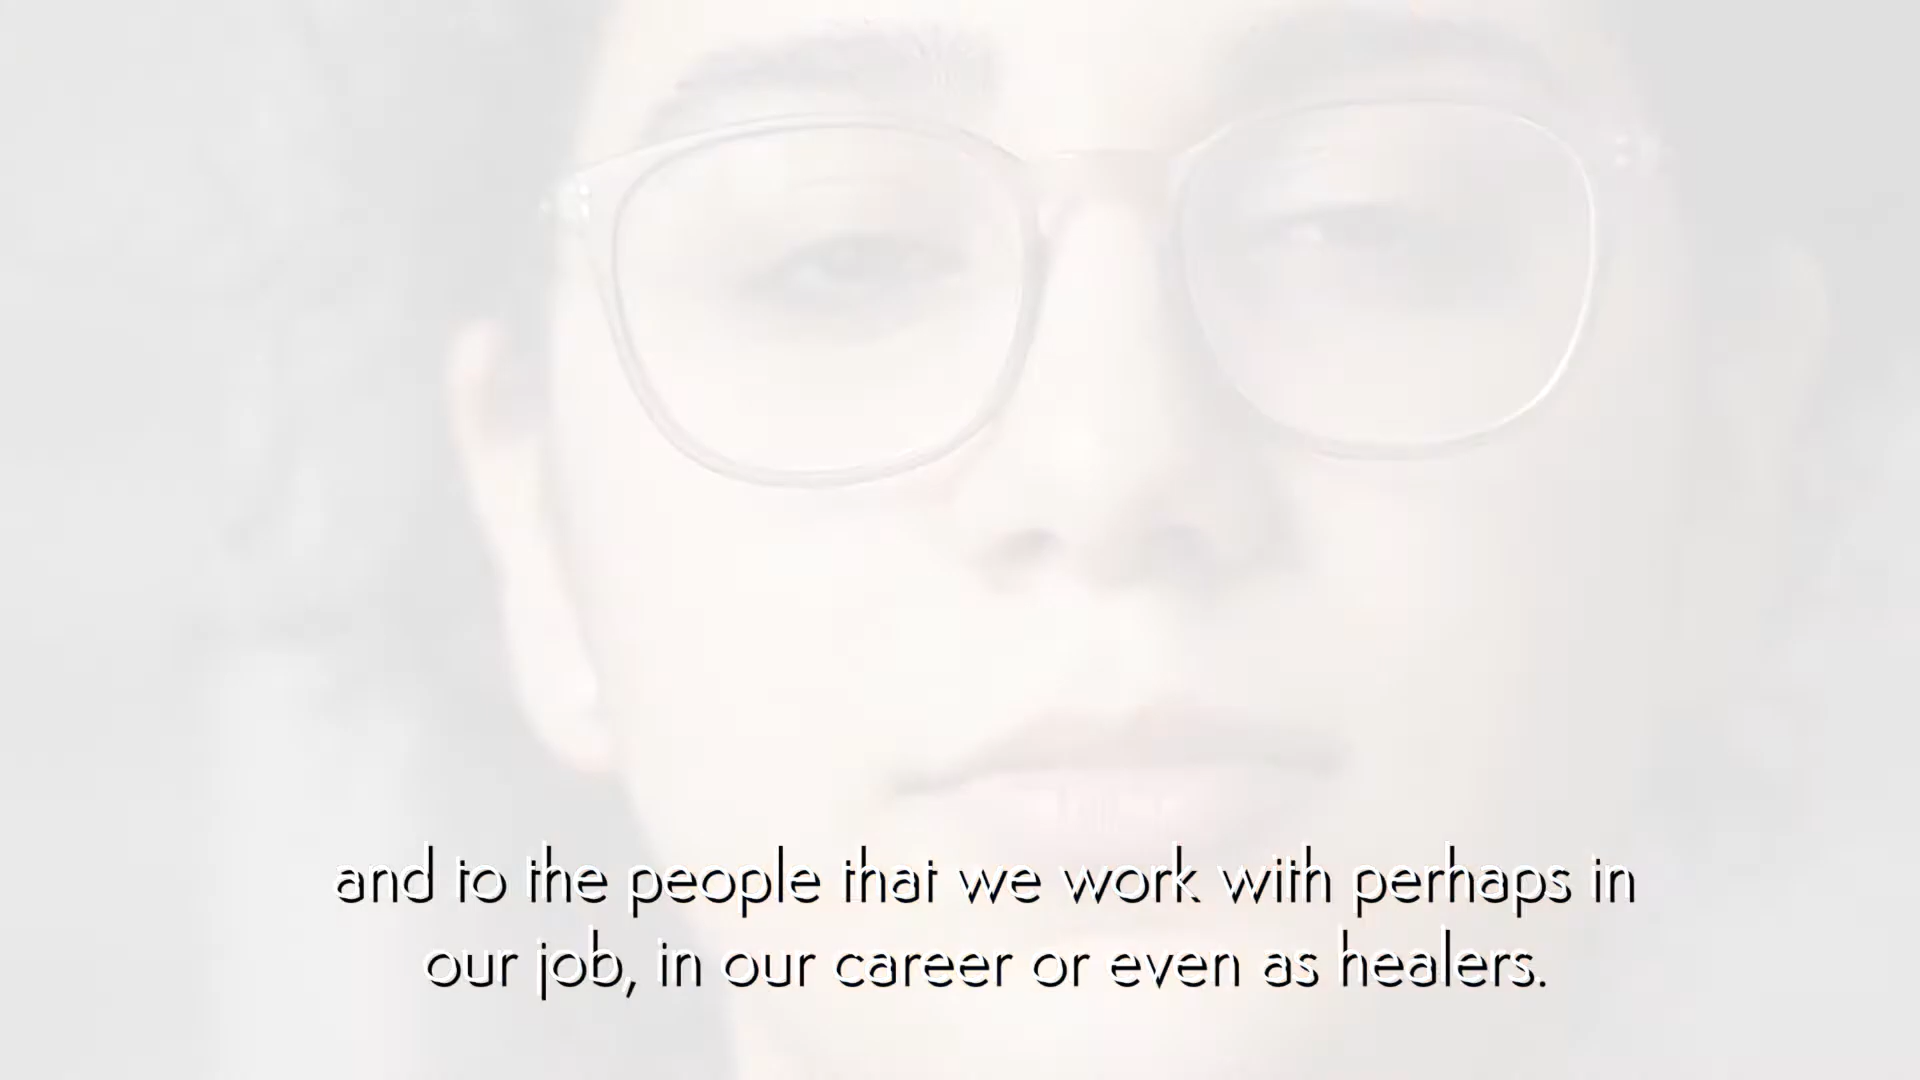 and to the people that we work with perhaps in
our job, in our career or even as healers.